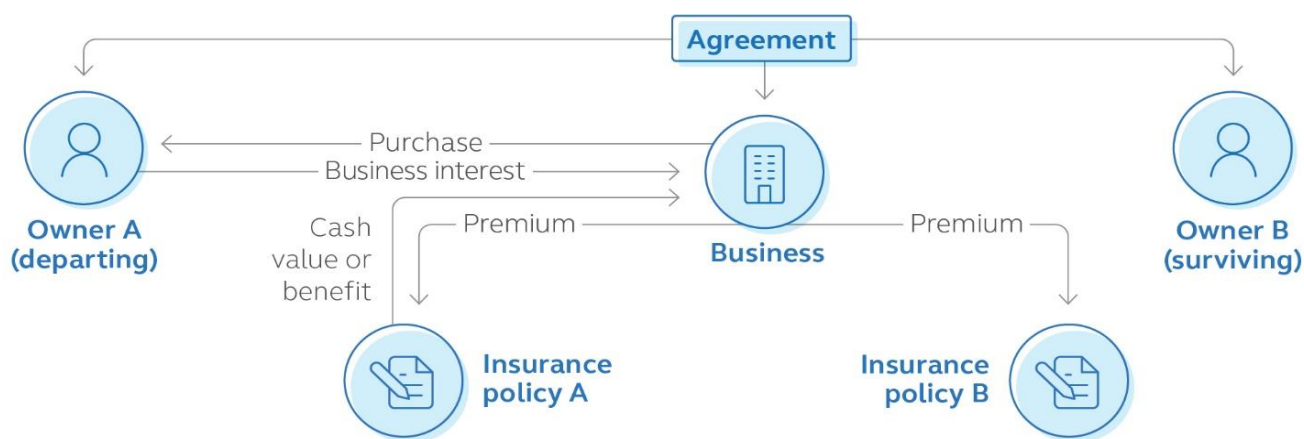 Agreement
Purchase
Business interest
Owner A
(departing)
Cash
value or
benefit
Premium
Business
Premium
Owner B
(surviving)
Insurance
policy A
Insurance
policy B